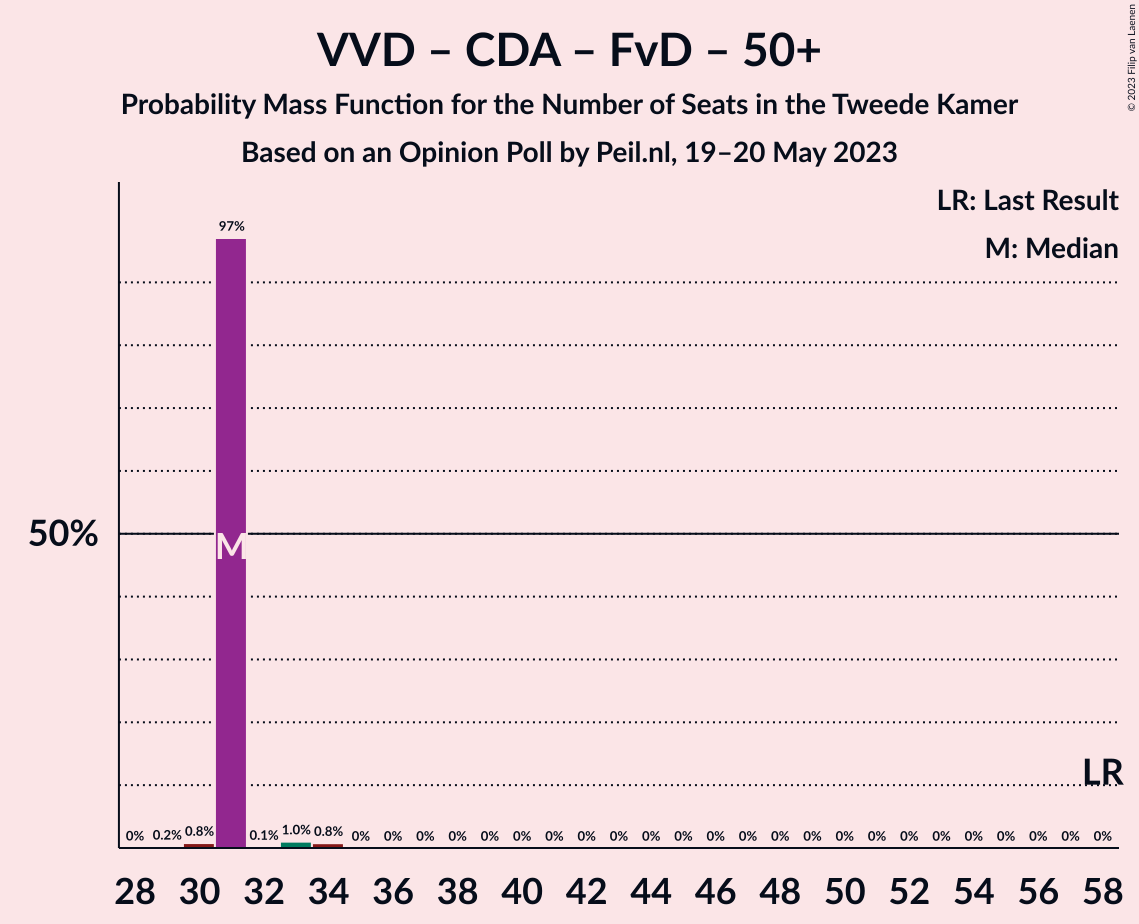 VVD – CDA – FvD – 50+
Probability Mass Function for the Number of Seats in the Tweede Kamer
Based on an Opinion Poll by Peil.nl, 19–20 May 2023
© 2023 Filip van Laenen
LR: Last Result
M: Median
97%
50%
M
LR
0% 0.2% 0.8% 0.1% 1.0% 0.8% 0% 0% 0% 0% 0% 0% 0% 0% 0% 0% 0% 0% 0% 0% 0% 0% 0% 0% 0% 0% 0% 0% 0% 0%
28 30 32 34 36 38 40 42 44 46 48 50 52 54 56 58